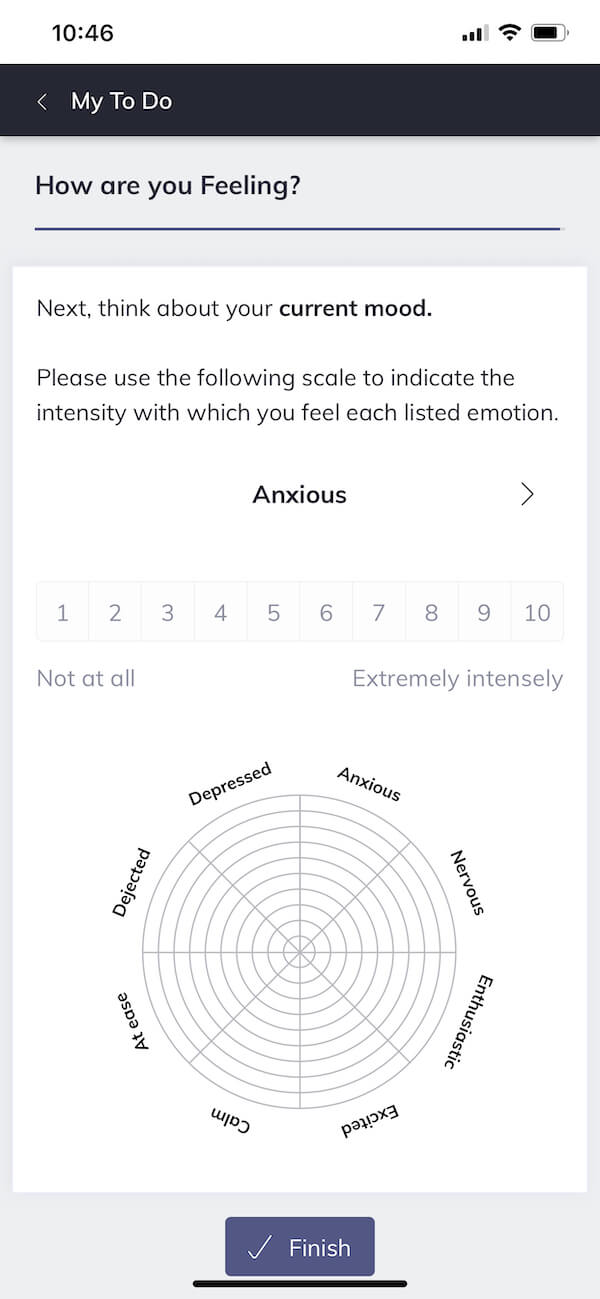 10:46
My To Do
How are you Feeling?
Next, think about your current mood.
Please use the following scale to indicate the
intensity with which you feel each listed emotion.
Anxious
1 2 3 4 5 6 7 8 9 10
Not at all Extremely intensely
Depressed
Anxious
Dejected
Nervous
At ease
Enthusiastic
Calm
Excited
Finish